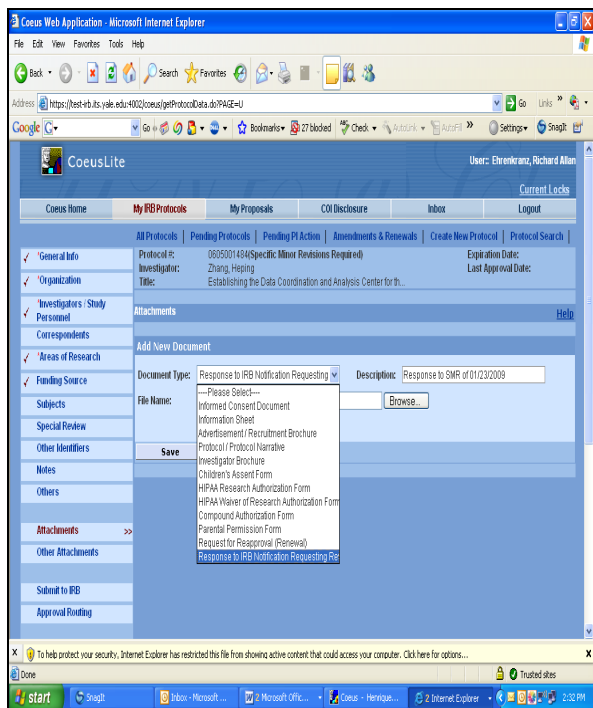 Coeus Web Application - Microsoft Internet Explorer
File Edit View Favorites Tools Help
Back Search Favorites
Address https://test-irb.its.yale.edu:4002/coeus/getProtocolData.do?PAGE=U Go Links »
Google G Go Bookmarks 27 blocked Check AutoLink AutoFill » Settings SnagIt
CoeusLite
User:: Ehrenkranz, Richard Allan
Current Locks
Coeus Home My IRB Protocols My Proposals COI Disclosure Inbox Logout
All Protocols | Pending Protocols | Pending PI Action | Amendments & Renewals | Create New Protocol | Protocol Search |
*General Info
*Organization
*Investigators / Study Personnel
Correspondents
*Areas of Research
Funding Source
Subjects
Special Review
Other Identifiers
Notes
Others
Attachments >>
Other Attachments
Submit to IRB
Approval Routing
Protocol #: 0605001484(Specific Minor Revisions Required) Expiration Date:
Investigator: Zhang, Heping Last Approval Date:
Title: Establishing the Data Coordination and Analysis Center for th...
Attachments Help
Add New Document
Document Type: Response to IRB Notification Requesting Description: Response to SMR of 01/23/2009
File Name: Browse...
----Please Select----
Informed Consent Document
Information Sheet
Advertisement / Recruitment Brochure
Protocol / Protocol Narrative
Investigator Brochure
Children's Assent Form
HIPAA Research Authorization Form
HIPAA Waiver of Research Authorization Form
Compound Authorization Form
Parental Permission Form
Request for Reapproval (Renewal)
Response to IRB Notification Requesting Re
Save
x To help protect your security, Internet Explorer has restricted this file from showing active content that could access your computer. Click here for options... x
Done Trusted sites
start SnagIt Inbox - Microsoft ... 2 Microsoft Offic... Coeus - Henrique... 2 Internet Explorer 2:32 PM